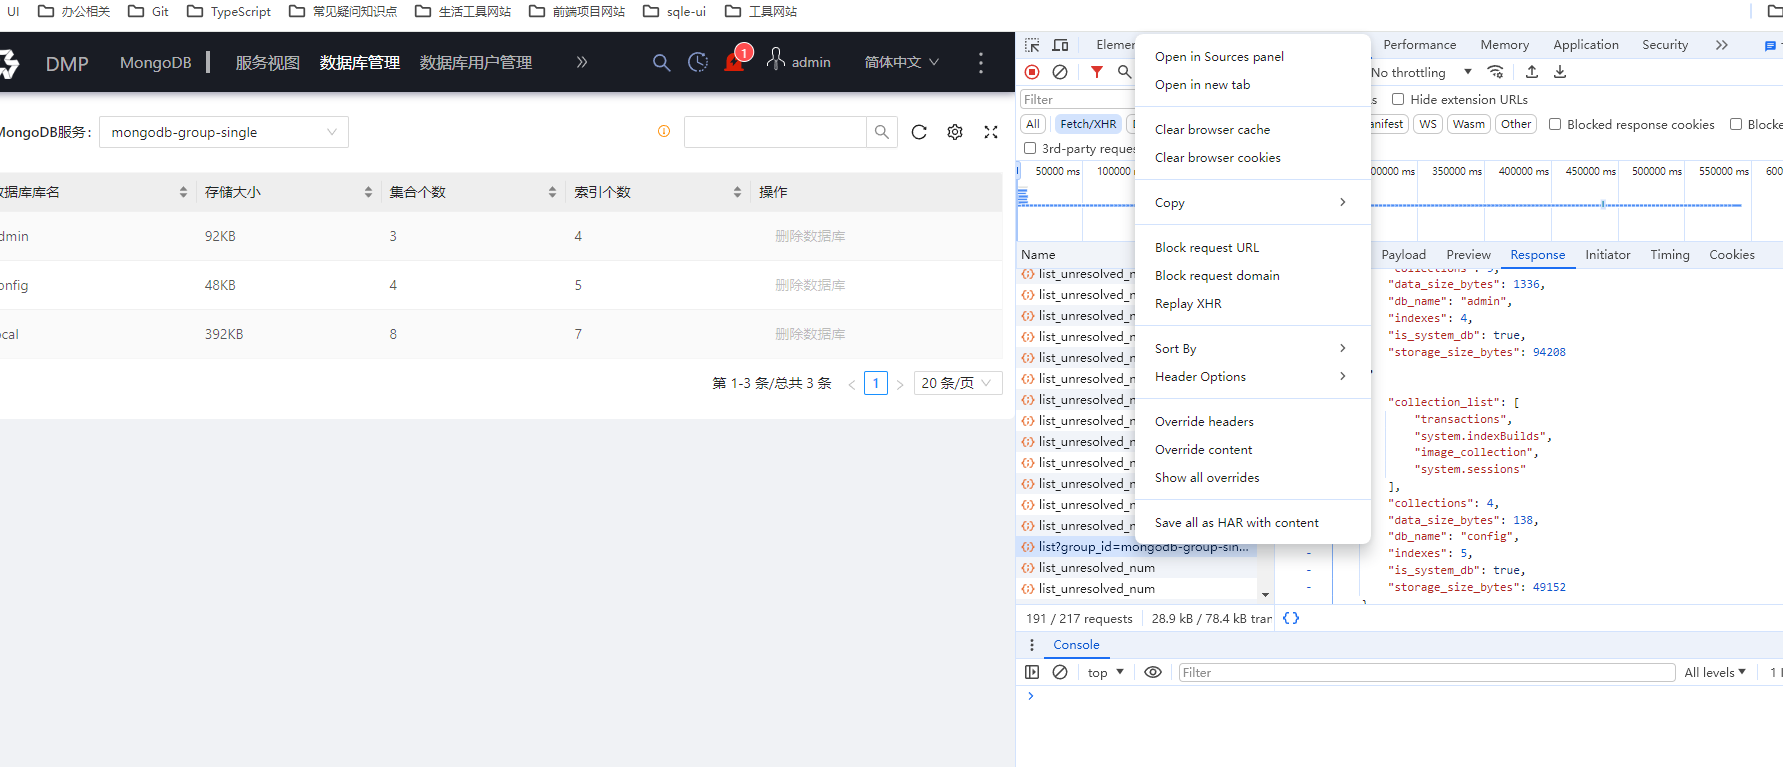 UI 办公相关 Git TypeScript 常见疑问知识点 生活工具网站 前端项目网站 sqle-ui 工具网站
DMP MongoDB 服务视图 数据库管理 数据库用户管理 1 admin 简体中文
MongoDB服务: mongodb-group-single
数据库库名 存储大小 集合个数 索引个数 操作
dmin 92KB 3 4 删除数据库
onfig 48KB 4 5 删除数据库
ocal 392KB 8 7 删除数据库
第 1-3 条/总共 3 条 1 20 条/页
Elemen Performance Memory Application Security
No throttling
Filter Hide extension URLs
All Fetch/XHR anifest WS Wasm Other Blocked response cookies Blocke
3rd-party reques
50000 ms 100000 00000 ms 350000 ms 400000 ms 450000 ms 500000 ms 550000 ms 600
Open in Sources panel
Open in new tab
Clear browser cache
Clear browser cookies
Copy
Block request URL
Block request domain
Replay XHR
Sort By
Header Options
Override headers
Override content
Show all overrides
Save all as HAR with content
Name
list_unresolved_n
list_unresolved_n
list_unresolved_n
list_unresolved_n
list_unresolved_n
list_unresolved_n
list_unresolved_n
list_unresolved_n
list_unresolved_n
list_unresolved_n
list_unresolved_n
list_unresolved_n
list_unresolved_n
list?group_id=mongodb-group-sin...
list_unresolved_num
list_unresolved_num
Payload Preview Response Initiator Timing Cookies
"data_size_bytes": 1336,
"db_name": "admin",
"indexes": 4,
"is_system_db": true,
"storage_size_bytes": 94208
"collection_list": [
"transactions",
"system.indexBuilds",
"image_collection",
"system.sessions"
],
"collections": 4,
"data_size_bytes": 138,
"db_name": "config",
"indexes": 5,
"is_system_db": true,
"storage_size_bytes": 49152
191 / 217 requests 28.9 kB / 78.4 kB tran {}
Console
top Filter All levels 1